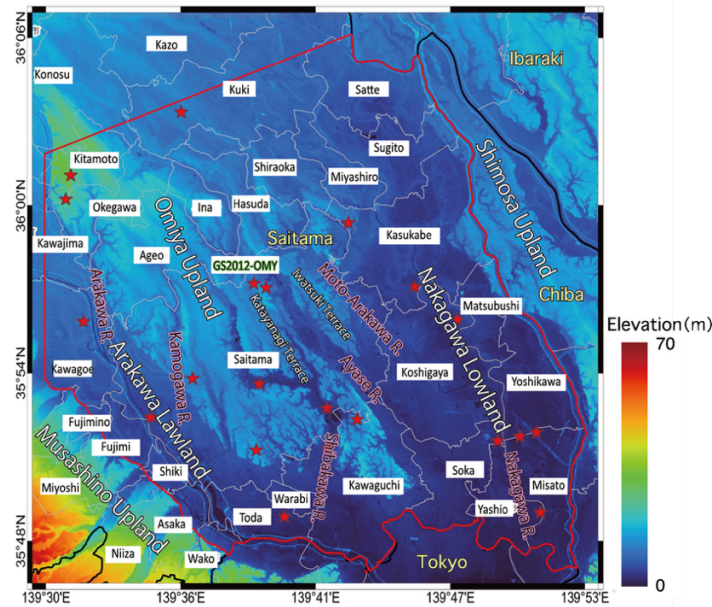 36°06'N
36°00'N
35°54'N
35°48'N
139°30'E
139°36'E
139°41'E
139°47'E
139°53'E
Kazo
Ibaraki
Konosu
Kuki
Satte
Sugito
Kitamoto
Shiraoka
Miyashiro
Shimosa Upland
Okegawa
Ina
Hasuda
Omiya Upland
Saitama
Kasukabe
Kawajima
Ageo
GS2012-OMY
Iwatsuki Terrace
Moto-Arakawa R.
Chiba
Arakawa R.
Katayanagi Terrace
Nakagawa Lowland
Matsubushi
Elevation(m)
70
0
Kamogawa R.
Kawagoe
Arakawa Lawland
Saitama
Ayase R.
Koshigaya
Yoshikawa
Fujimino
Fujimi
Musashino Upland
Shiki
Shibakawa R.
Soka
Nakagawa R.
Misato
Miyoshi
Warabi
Kawaguchi
Yashio
Asaka
Toda
Niiza
Wako
Tokyo